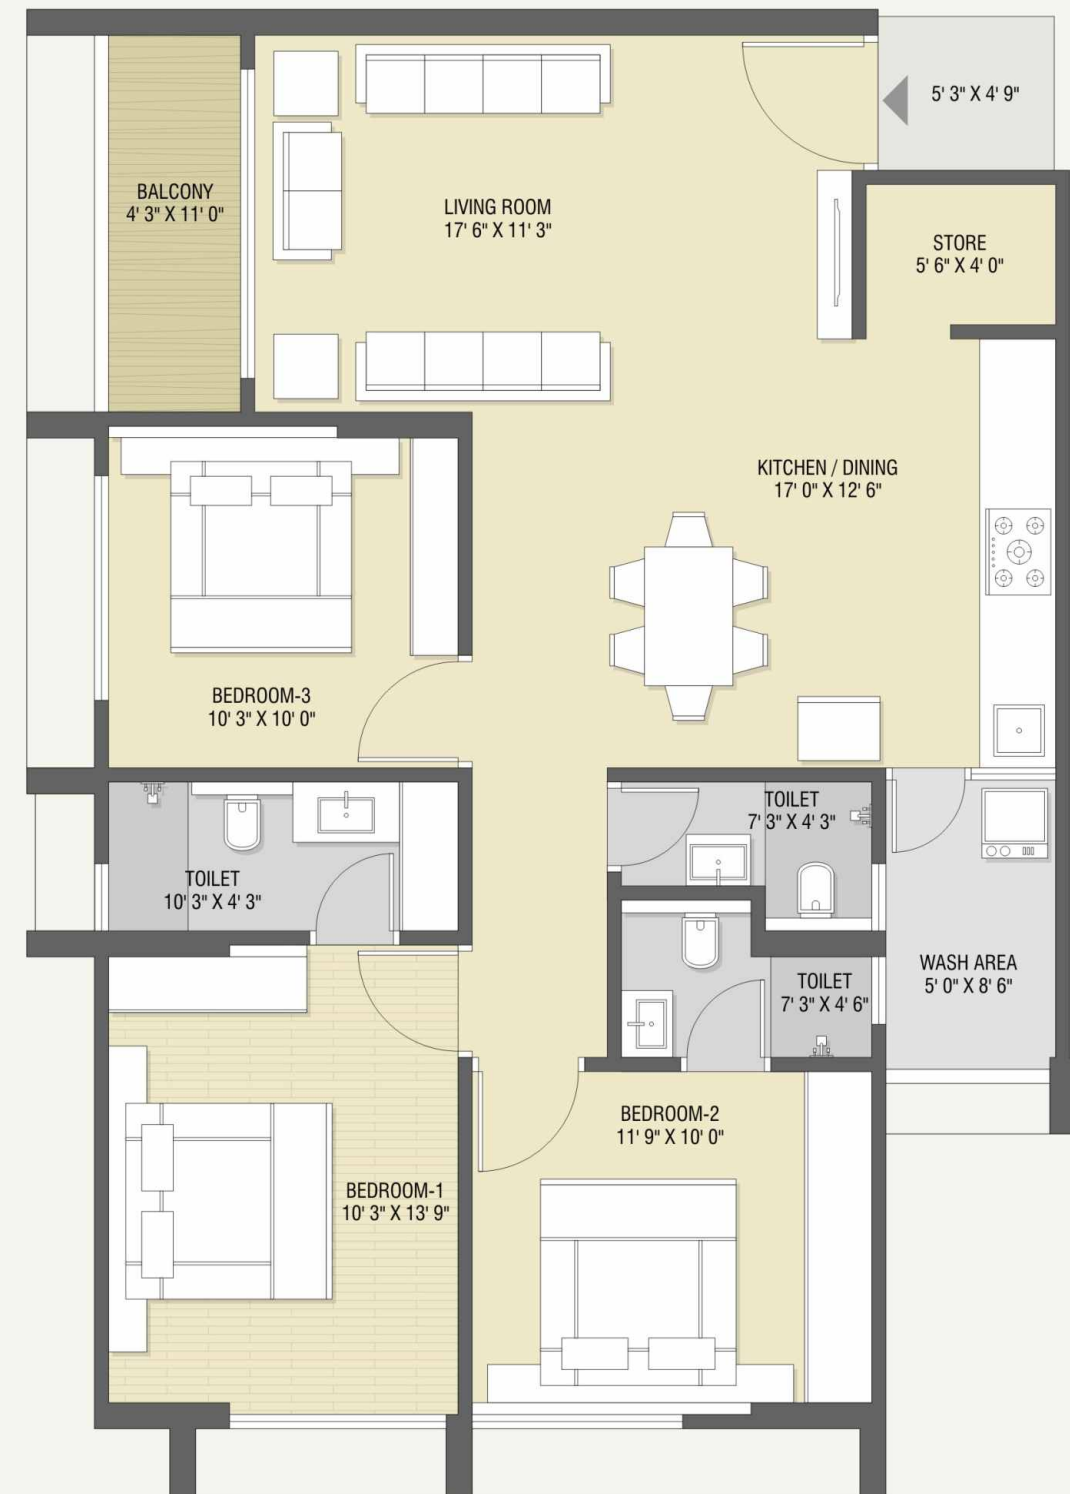 5' 3" X 4' 9"
BALCONY
4' 3" X 11' 0"
LIVING ROOM
17' 6" X 11' 3"
STORE
5' 6" X 4' 0"
KITCHEN / DINING
17' 0" X 12' 6"
BEDROOM-3
10' 3" X 10' 0"
TOILET
7' 3" X 4' 3"
TOILET
10' 3" X 4' 3"
WASH AREA
5' 0" X 8' 6"
TOILET
7' 3" X 4' 6"
BEDROOM-2
11' 9" X 10' 0"
BEDROOM-1
10' 3" X 13' 9"